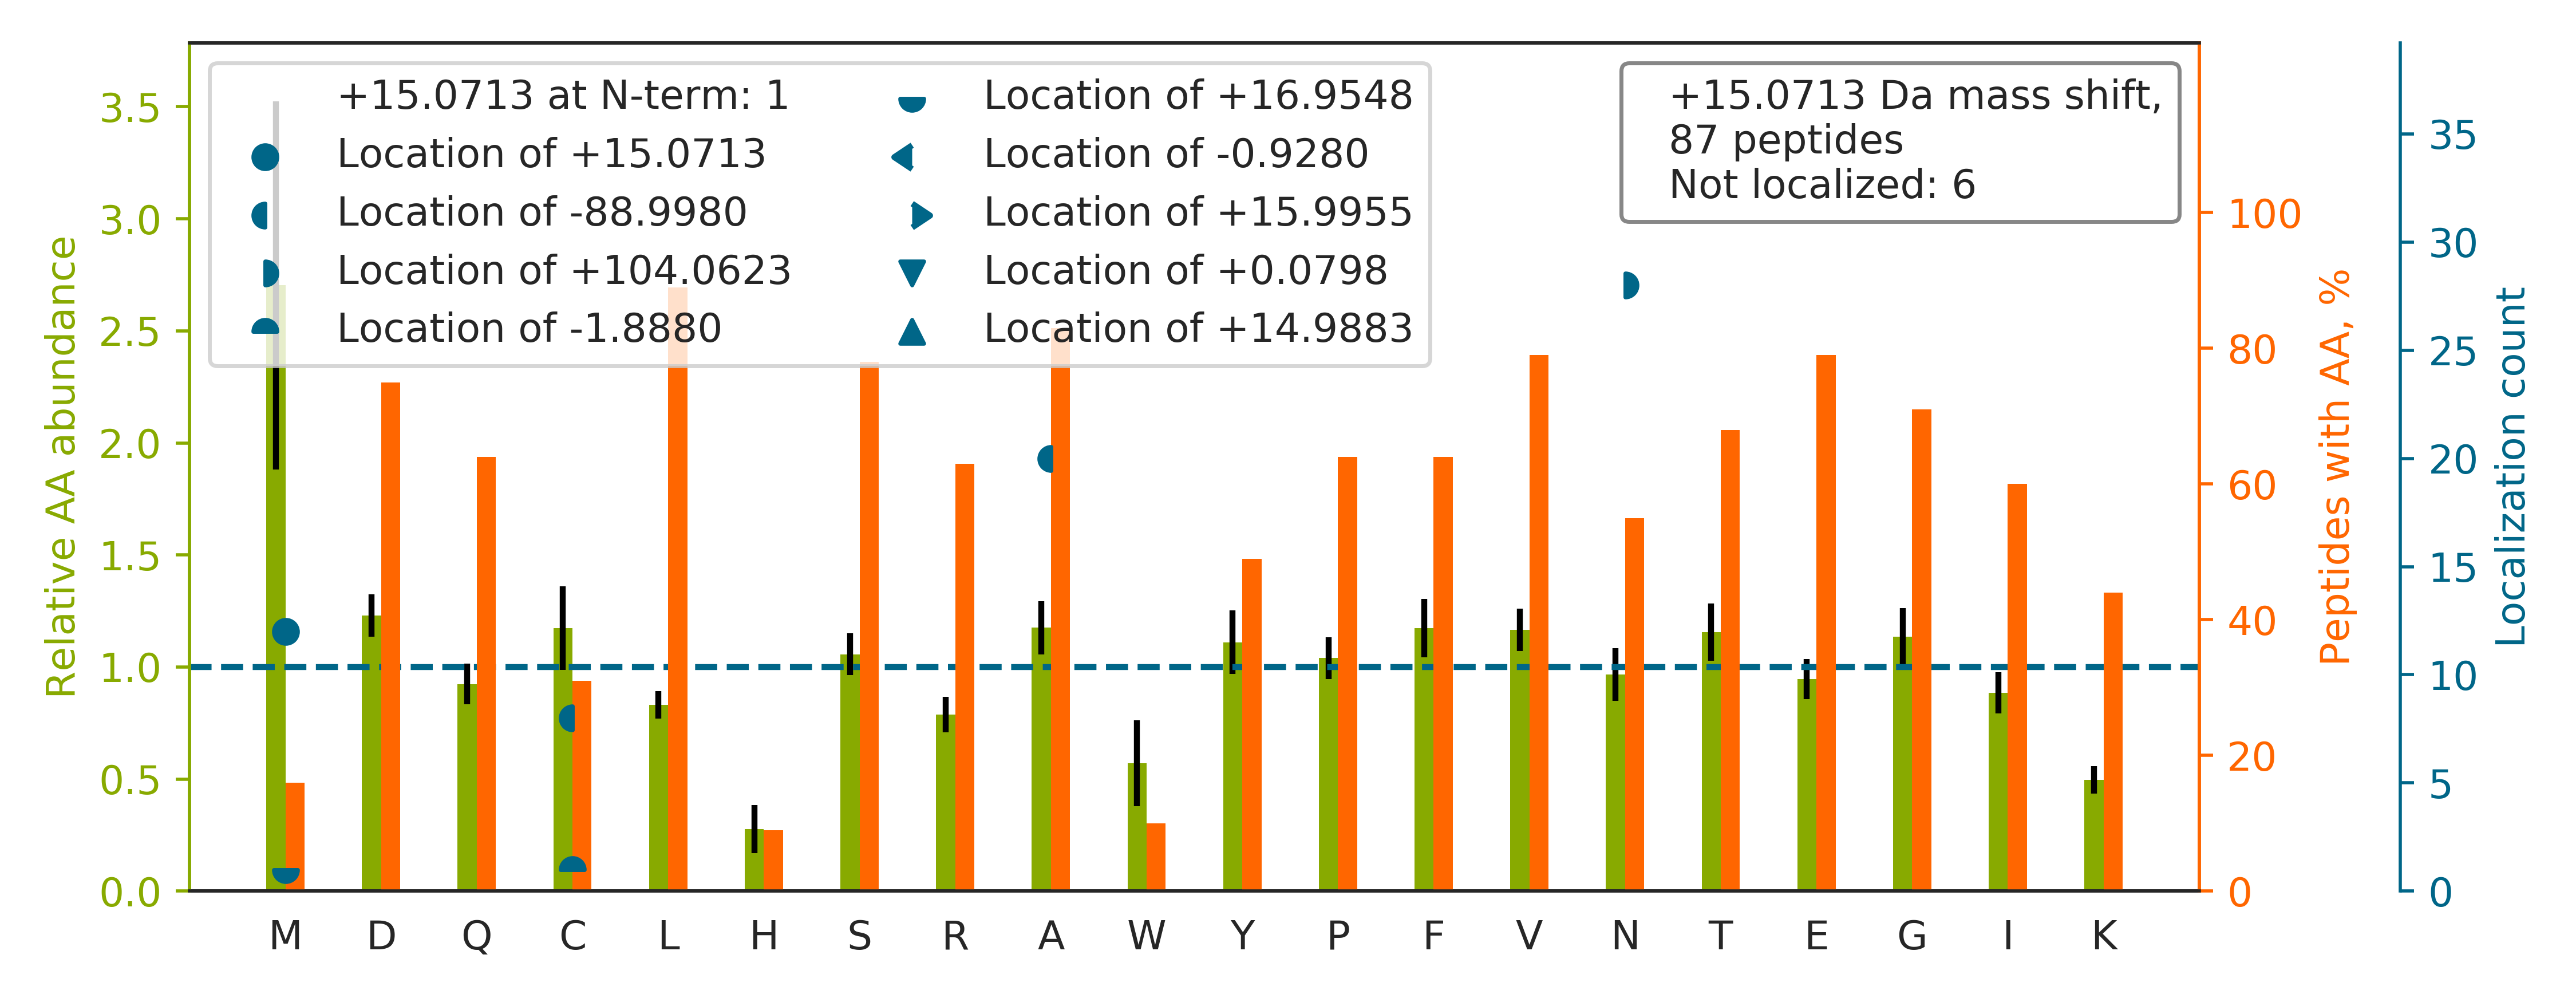 +15.0713 at N-term: 1
Location of +15.0713
Location of -88.9980
Location of +104.0623
Location of -1.8880
Location of +16.9548
Location of -0.9280
Location of +15.9955
Location of +0.0798
Location of +14.9883
+15.0713 Da mass shift,
87 peptides
Not localized: 6
Relative AA abundance
3.5
3.0
2.5
2.0
1.5
1.0
0.5
0.0
100
80
60
40
20
0
Peptides with AA, %
35
30
25
20
15
10
5
0
Localization count
M D Q C L H S R A W Y P F V N T E G I K